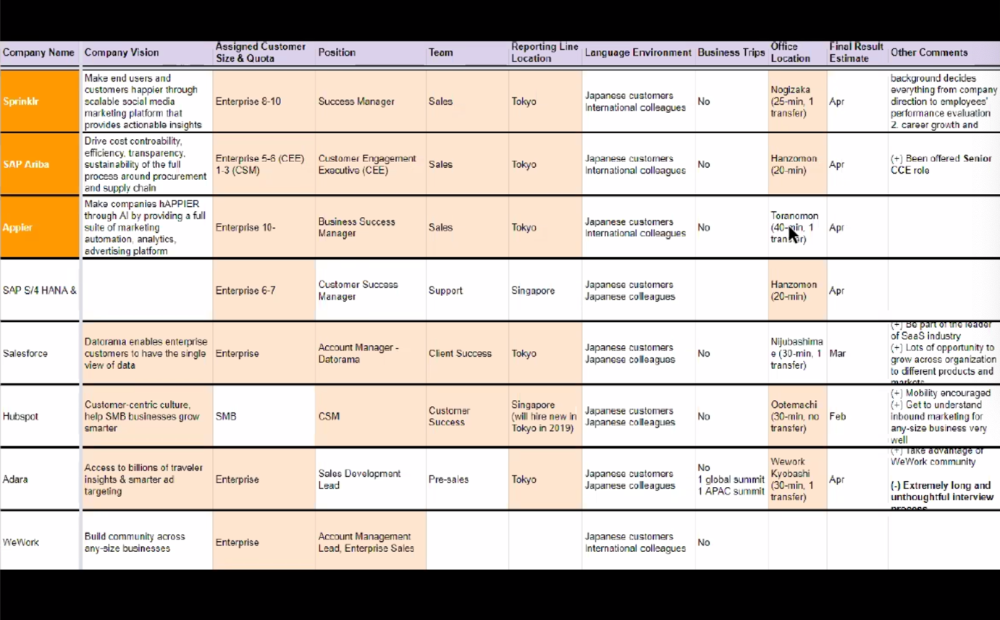 Company Name
Company Vision
Assigned Customer
Size & Quota
Position
Team
Reporting Line
Location
Language Environment
Business Trips
Office
Location
Final Result
Estimate
Other Comments
Sprinklr
Make end users and
customers happier through
scalable social media
marketing platform that
provides actionable insights
Enterprise 8-10
Success Manager
Sales
Tokyo
Japanese customers
International colleagues
No
Nogizaka
(25-min, 1
transfer)
Apr
background decides
everything from company
direction to employees'
performance evaluation
2. career growth and
SAP Ariba
Drive cost controability,
efficiency, transparency,
sustainability of the full
process around procurement
and supply chain
Enterprise 5-6 (CEE)
1-3 (CSM)
Customer Engagement
Executive (CEE)
Sales
Tokyo
Japanese customers
International colleagues
No
Hanzomon
(20-min)
Apr
(+) Been offered Senior
CCE role
Appier
Make companies hAPPIER
through AI by providing a full
suite of marketing
automation, analytics,
advertising platform
Enterprise 10-
Business Success
Manager
Sales
Tokyo
Japanese customers
International colleagues
No
Toranomon
(40-min, 1
transfer)
Apr
SAP S/4 HANA &
Enterprise 6-7
Customer Success
Manager
Support
Singapore
Japanese customers
Japanese colleagues
Hanzomon
(20-min)
Apr
Salesforce
Datorama enables enterprise
customers to have the single
view of data
Enterprise
Account Manager -
Datorama
Client Success
Tokyo
Japanese customers
Japanese colleagues
No
Nijubashima
e (30-min, 1
transfer)
Mar
(+) Be part of the leader
of SaaS industry
(+) Lots of opportunity to
grow across organization
to different products and
markets
Hubspot
Customer-centric culture,
help SMB businesses grow
smarter
SMB
CSM
Customer
Success
Singapore
(will hire new in
Tokyo in 2019)
Japanese customers
Japanese colleagues
No
Ootemachi
(30-min, no
transfer)
Feb
(+) Mobility encouraged
(+) Get to understand
inbound marketing for
any-size business very
well
Adara
Access to billions of traveler
insights & smarter ad
targeting
Enterprise
Sales Development
Lead
Pre-sales
Tokyo
Japanese customers
Japanese colleagues
No
1 global summit
1 APAC summit
Wework
Kyobashi
(30-min, 1
transfer)
Apr
(+) Take advantage of
WeWork community
(-) Extremely long and
unthoughtful interview
process
WeWork
Build community across
any-size businesses
Enterprise
Account Management
Lead, Enterprise Sales
Japanese customers
International colleagues
No